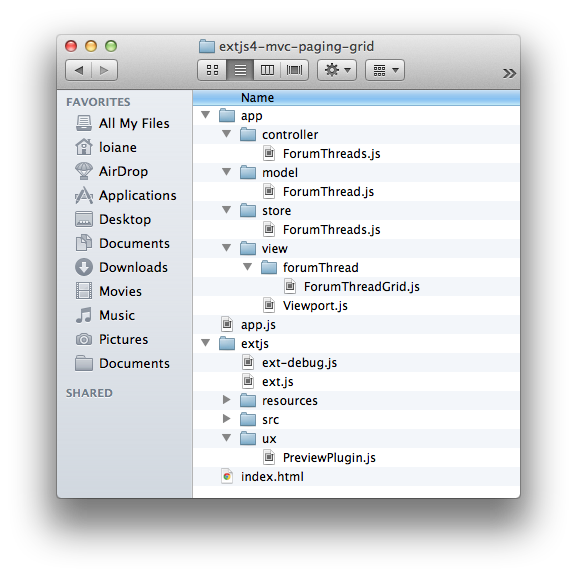 extjs4-mvc-paging-grid
FAVORITES
All My Files
loiane
AirDrop
Applications
Desktop
Documents
Downloads
Movies
Music
Pictures
Documents
SHARED
Name
app
controller
ForumThreads.js
model
ForumThread.js
store
ForumThreads.js
view
forumThread
ForumThreadGrid.js
Viewport.js
app.js
extjs
ext-debug.js
ext.js
resources
src
ux
PreviewPlugin.js
index.html